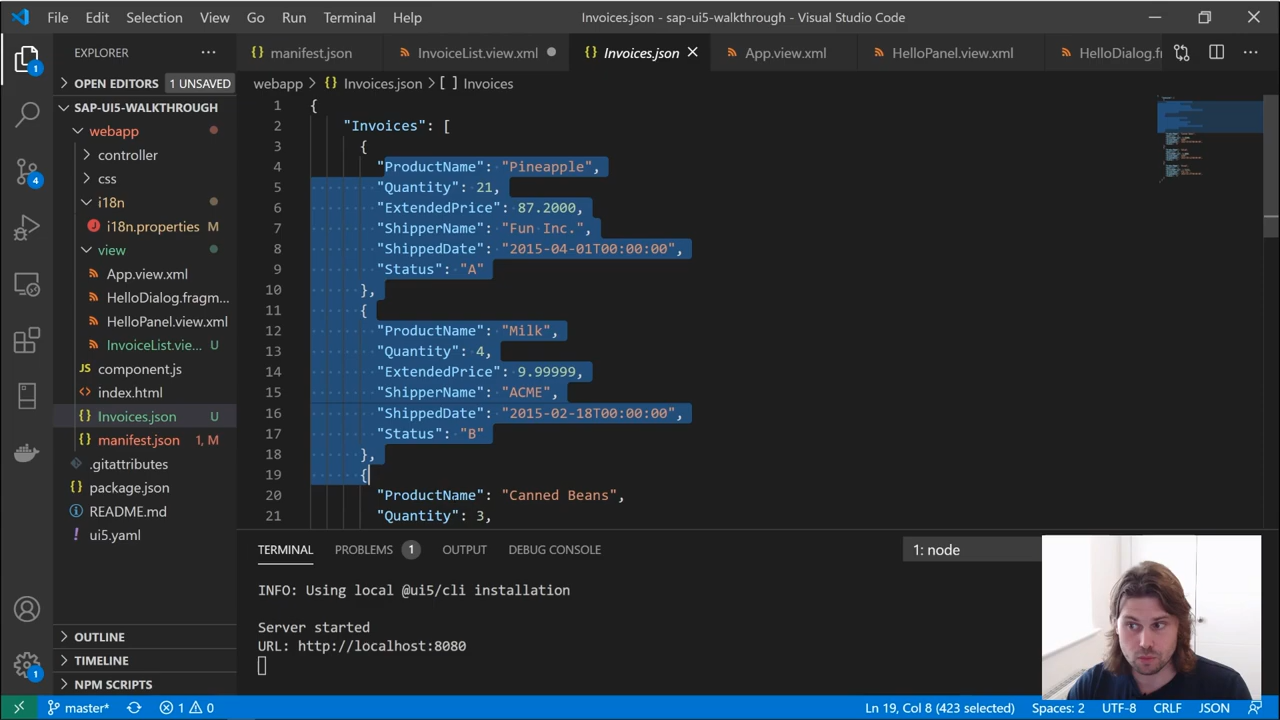 File Edit Selection View Go Run Terminal Help
Invoices.json - sap-ui5-walkthrough - Visual Studio Code
EXPLORER
manifest.json
InvoiceList.view.xml
Invoices.json
App.view.xml
HelloPanel.view.xml
HelloDialog.fr
OPEN EDITORS 1 UNSAVED
SAP-UI5-WALKTHROUGH
webapp
controller
css
i18n
i18n.properties M
view
App.view.xml
HelloDialog.fragm...
HelloPanel.view.xml
InvoiceList.vie... U
component.js
index.html
Invoices.json U
manifest.json 1, M
.gitattributes
package.json
README.md
ui5.yaml
OUTLINE
TIMELINE
NPM SCRIPTS
1
4
1
webapp > {} Invoices.json > [ ] Invoices
1 {
2 "Invoices": [
3 {
4 "ProductName": "Pineapple",
5 "Quantity": 21,
6 "ExtendedPrice": 87.2000,
7 "ShipperName": "Fun Inc.",
8 "ShippedDate": "2015-04-01T00:00:00",
9 "Status": "A"
10 },
11 {
12 "ProductName": "Milk",
13 "Quantity": 4,
14 "ExtendedPrice": 9.99999,
15 "ShipperName": "ACME",
16 "ShippedDate": "2015-02-18T00:00:00",
17 "Status": "B"
18 },
19 {
20 "ProductName": "Canned Beans",
21 "Quantity": 3,
TERMINAL PROBLEMS 1 OUTPUT DEBUG CONSOLE
1: node
INFO: Using local @ui5/cli installation
Server started
URL: http://localhost:8080
master* 1 0
Ln 19, Col 8 (423 selected) Spaces: 2 UTF-8 CRLF JSON